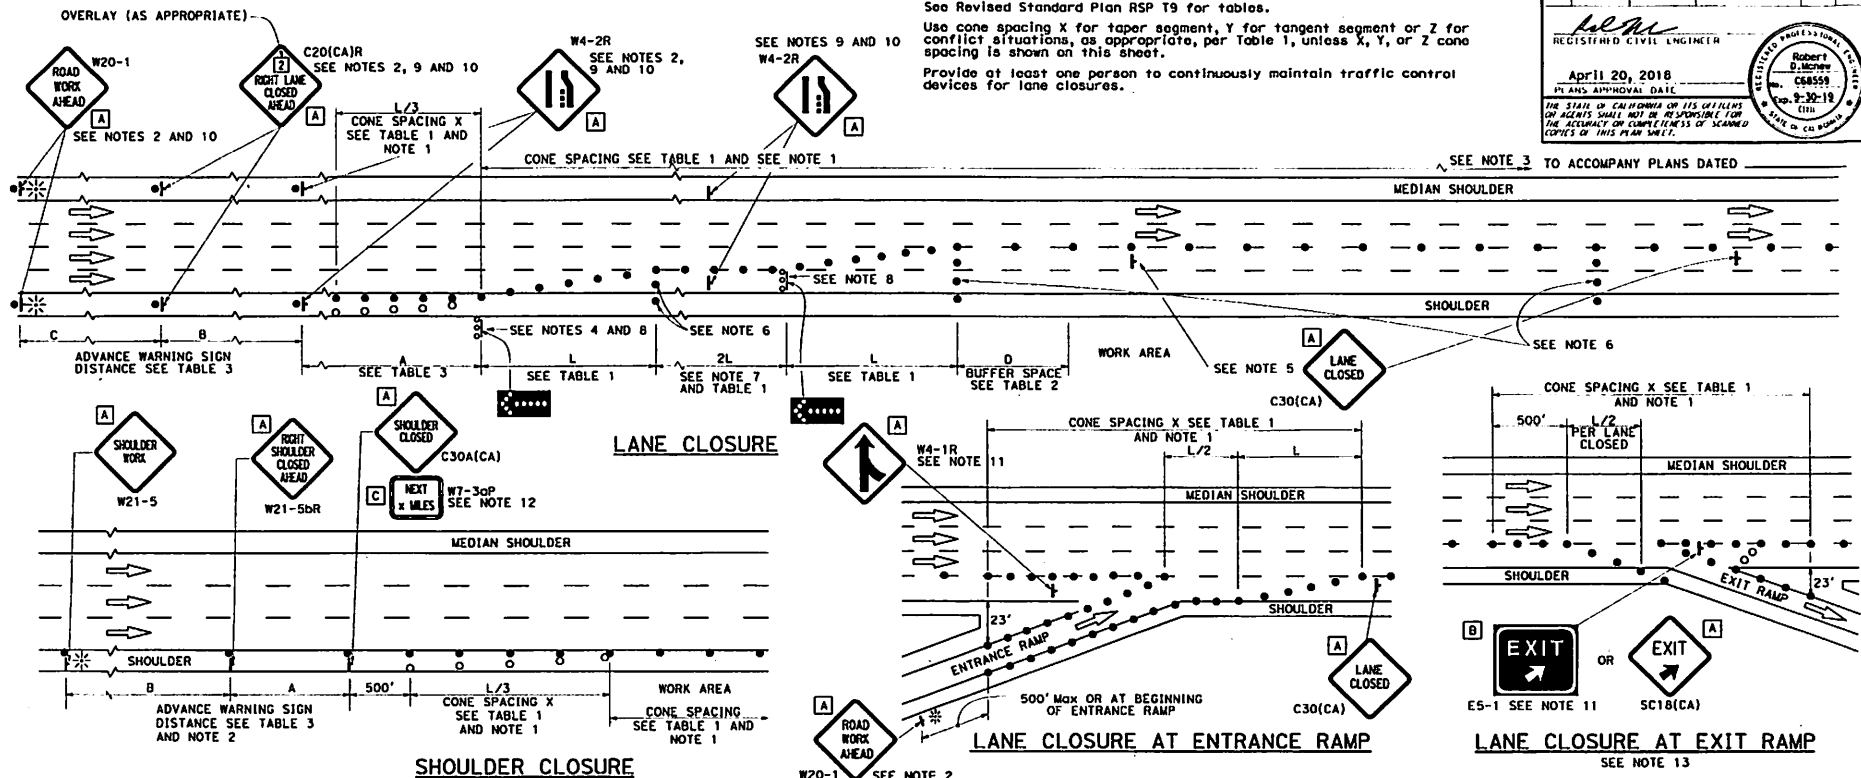 See Revised Standard Plan RSP T9 for tables.
Use cone spacing X for taper segment, Y for tangent segment or Z for
conflict situations, as appropriate, per Table 1, unless X, Y, or Z cone
spacing is shown on this sheet.
Provide at least one person to continuously maintain traffic control
devices for lane closures.
REGISTERED CIVIL ENGINEER
April 20, 2018
PLANS APPROVAL DATE
THE STATE OF CALIFORNIA OR ITS OFFICERS
OR AGENTS SHALL NOT BE RESPONSIBLE FOR
THE ACCURACY OR COMPLETENESS OF SCANNED
COPIES OF THIS PLAN SHEET.
REGISTERED PROFESSIONAL ENGINEER
Robert
No. C68559
Exp. 9-30-19
CIVIL
STATE OF CALIFORNIA
TO ACCOMPANY PLANS DATED
OVERLAY (AS APPROPRIATE)
ROAD
WORK
AHEAD
W20-1
A
SEE NOTES 2 AND 10
1
2
RIGHT LANE
CLOSED
AHEAD
C20(CA)R
SEE NOTES 2, 9 AND 10
A
L/3
CONE SPACING X
SEE TABLE 1 AND
NOTE 1
W4-2R
SEE NOTES 2,
9 AND 10
A
SEE NOTES 9 AND 10
W4-2R
A
CONE SPACING SEE TABLE 1 AND SEE NOTE 1
SEE NOTE 3
MEDIAN SHOULDER
SEE NOTE 8
SHOULDER
SEE NOTES 4 AND 8
SEE NOTE 6
C
B
ADVANCE WARNING SIGN
DISTANCE SEE TABLE 3
A
SEE TABLE 3
L
SEE TABLE 1
2L
SEE NOTE 7
AND TABLE 1
L
SEE TABLE 1
D
BUFFER SPACE
SEE TABLE 2
WORK AREA
SEE NOTE 5
A
LANE
CLOSED
C30(CA)
SEE NOTE 6
LANE CLOSURE
A
SHOULDER
WORK
W21-5
A
RIGHT
SHOULDER
CLOSED
AHEAD
W21-5bR
A
SHOULDER
CLOSED
C30A(CA)
C
NEXT
x MILES
W7-3aP
SEE NOTE 12
MEDIAN SHOULDER
SHOULDER
B
A
500'
L/3
WORK AREA
ADVANCE WARNING SIGN
DISTANCE SEE TABLE 3
AND NOTE 2
CONE SPACING X
SEE TABLE 1
AND NOTE 1
CONE SPACING
SEE TABLE 1 AND
NOTE 1
SHOULDER CLOSURE
A
W4-1R
SEE NOTE 11
CONE SPACING X SEE TABLE 1
AND NOTE 1
L/2
L
MEDIAN SHOULDER
SHOULDER
23'
ENTRANCE RAMP
A
LANE
CLOSED
C30(CA)
500' Max OR AT BEGINNING
OF ENTRANCE RAMP
A
ROAD
WORK
AHEAD
W20-1
SEE NOTE 2
LANE CLOSURE AT ENTRANCE RAMP
CONE SPACING X SEE TABLE 1
AND NOTE 1
500'
L/2
PER LANE
CLOSED
MEDIAN SHOULDER
SHOULDER
EXIT RAMP
23'
B
EXIT
E5-1 SEE NOTE 11
OR
A
EXIT
SC18(CA)
LANE CLOSURE AT EXIT RAMP
SEE NOTE 13